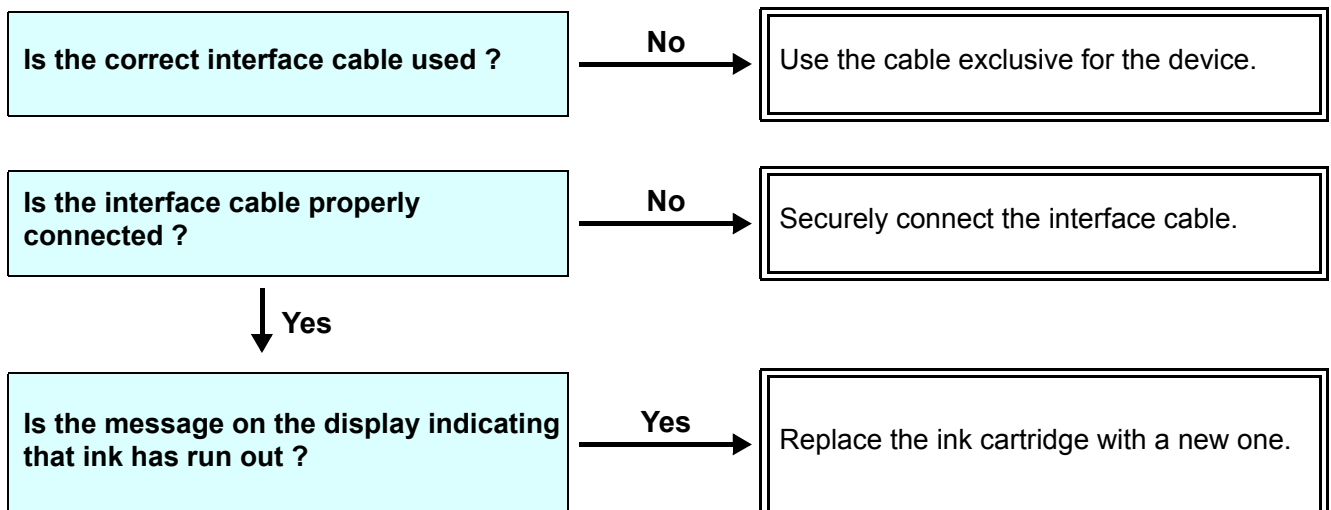 Is the correct interface cable used ?
No
Use the cable exclusive for the device.
Is the interface cable properly
connected ?
No
Securely connect the interface cable.
Yes
Is the message on the display indicating
that ink has run out ?
Yes
Replace the ink cartridge with a new one.